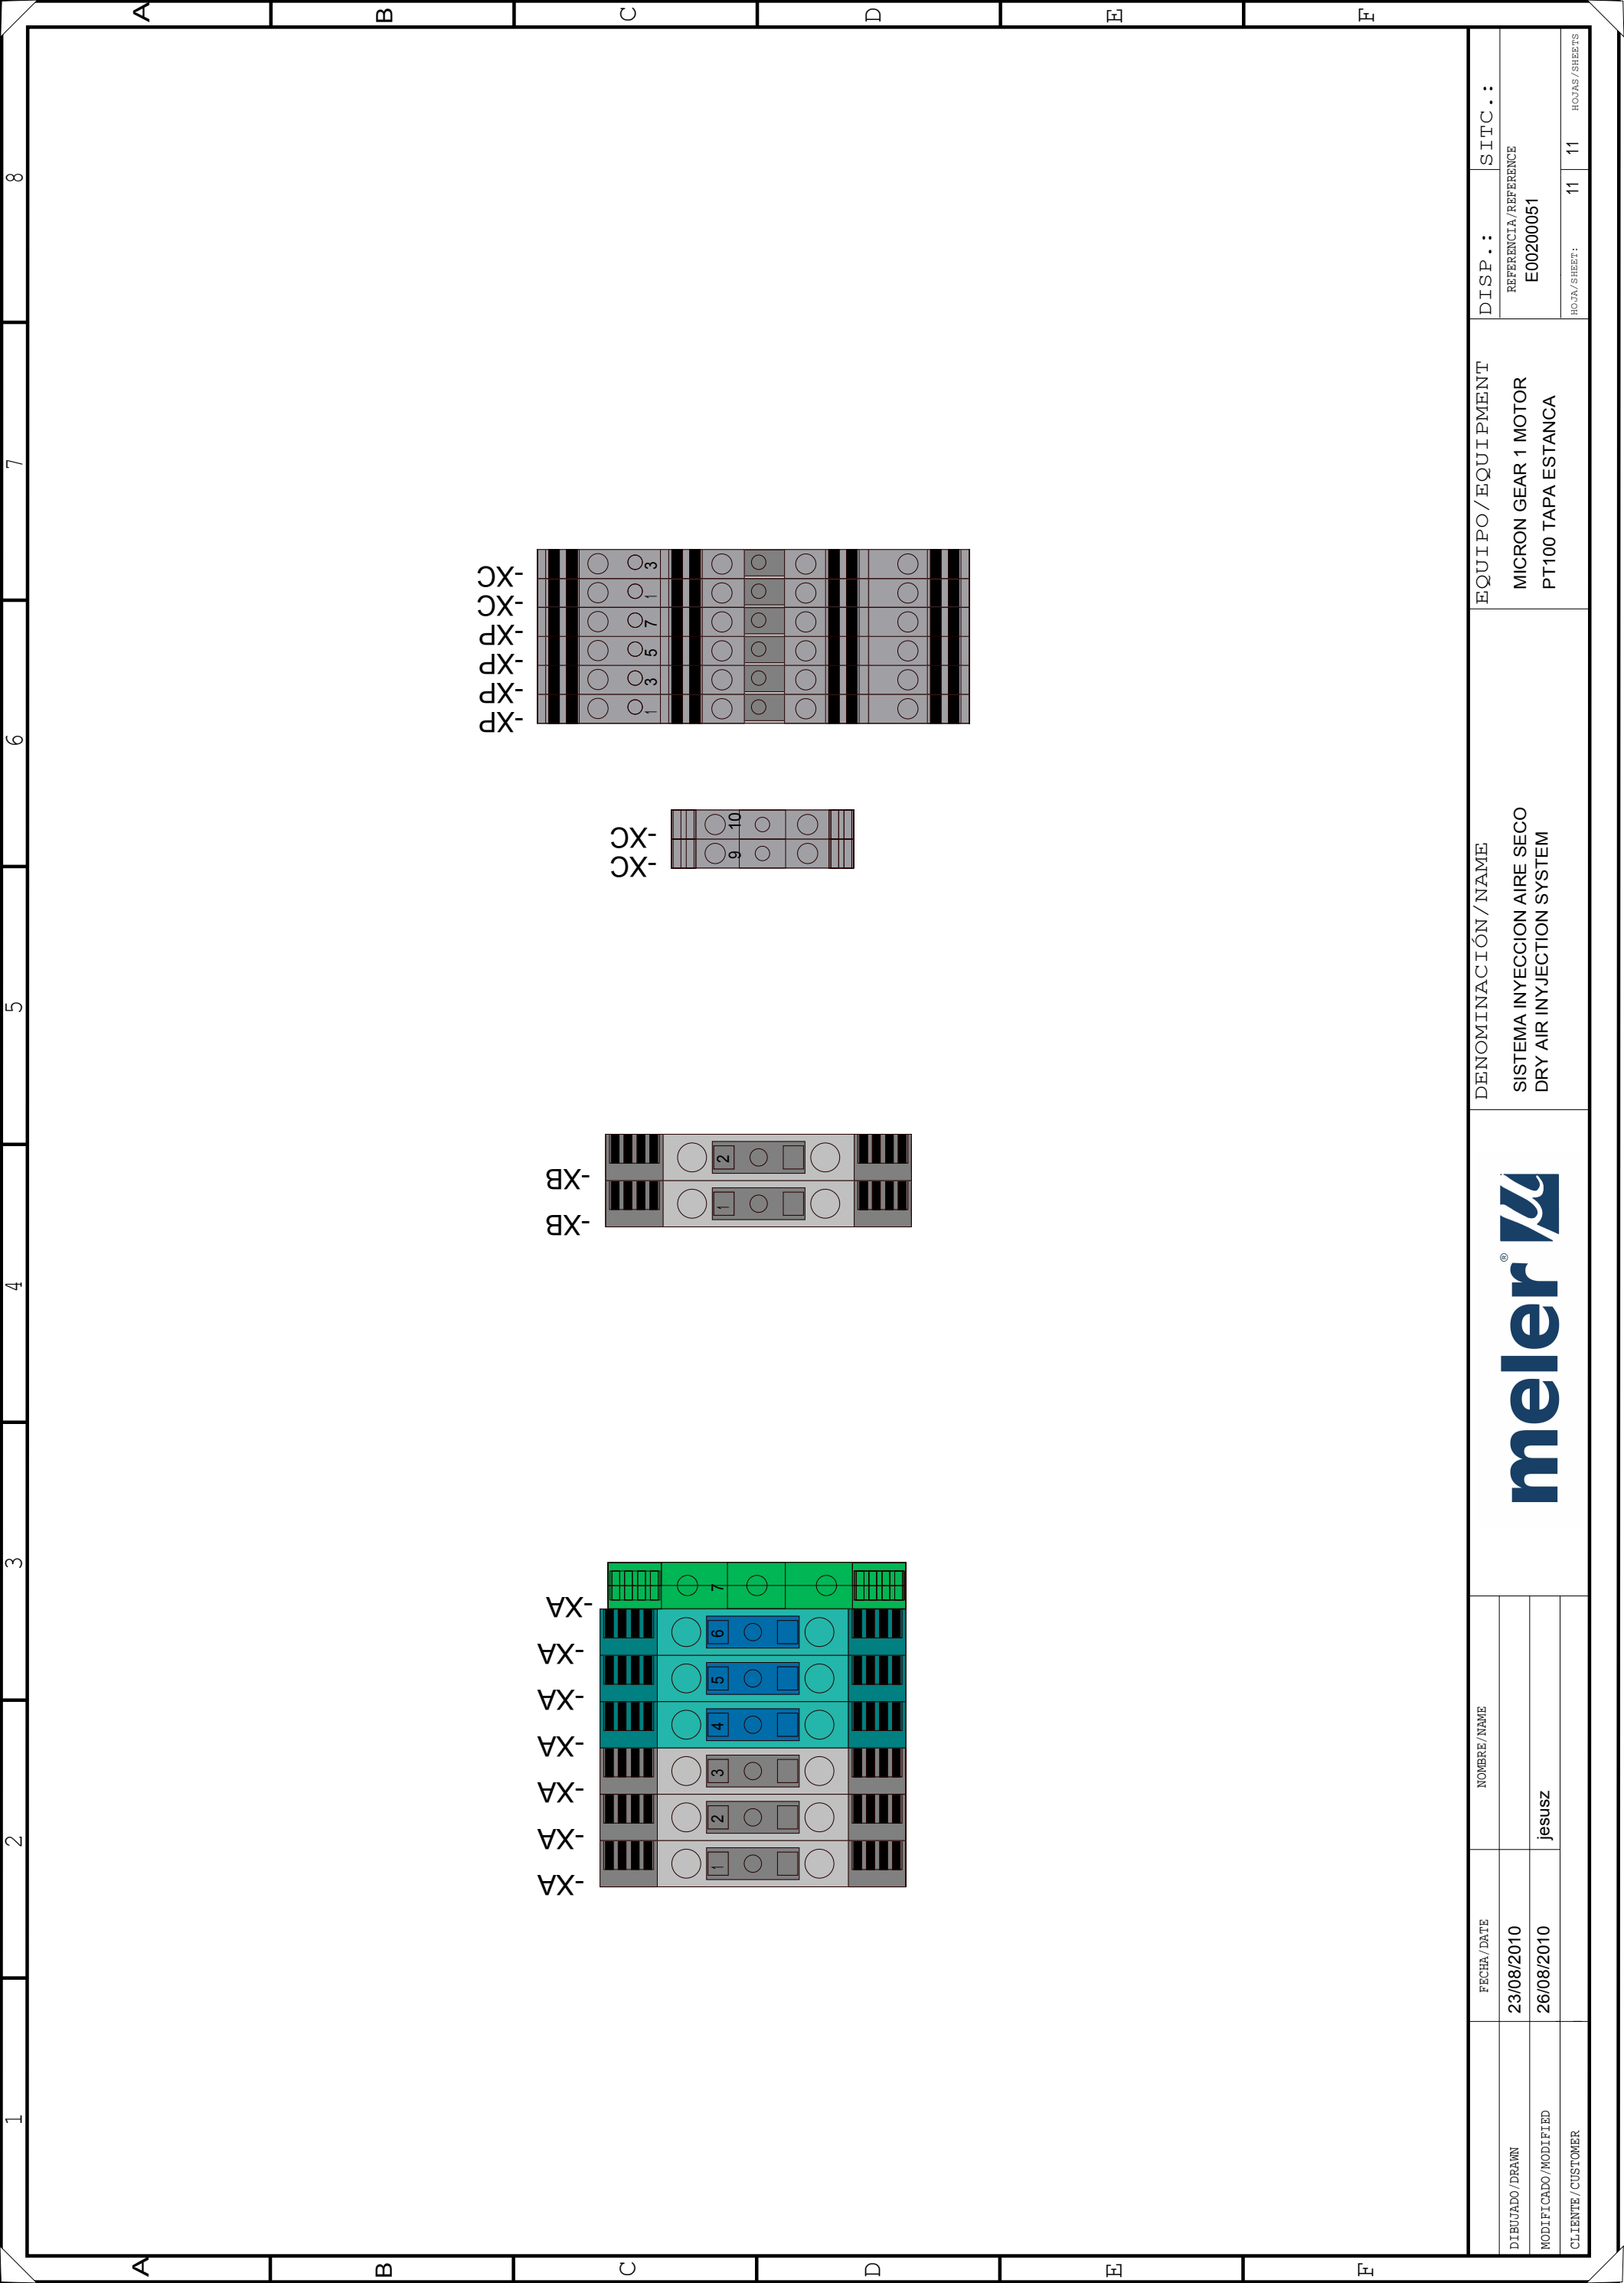 1 2 3 4 5 6 7 8
A A
B B
C C
D D
E E
F F
-XA -XA -XA -XA -XA -XA -XA
1 2 3 4 5 6 7
-XB -XB
1 2
-XC -XC
9 10
-XP -XP -XP -XP -XC -XC
1 3 5 7 1 3
FECHA/DATE
NOMBRE/NAME
DIBUJADO/DRAWN
23/08/2010
MODIFICADO/MODIFIED
26/08/2010
jesusz
CLIENTE/CUSTOMER
meler®
DENOMINACIÓN/NAME
SISTEMA INYECCION AIRE SECO
DRY AIR INYJECTION SYSTEM
EQUIPO/EQUIPMENT
MICRON GEAR 1 MOTOR
PT100 TAPA ESTANCA
DISP.:
SITC.:
REFERENCIA/REFERENCE
E00200051
HOJA/SHEET: 11
11 HOJAS/SHEETS